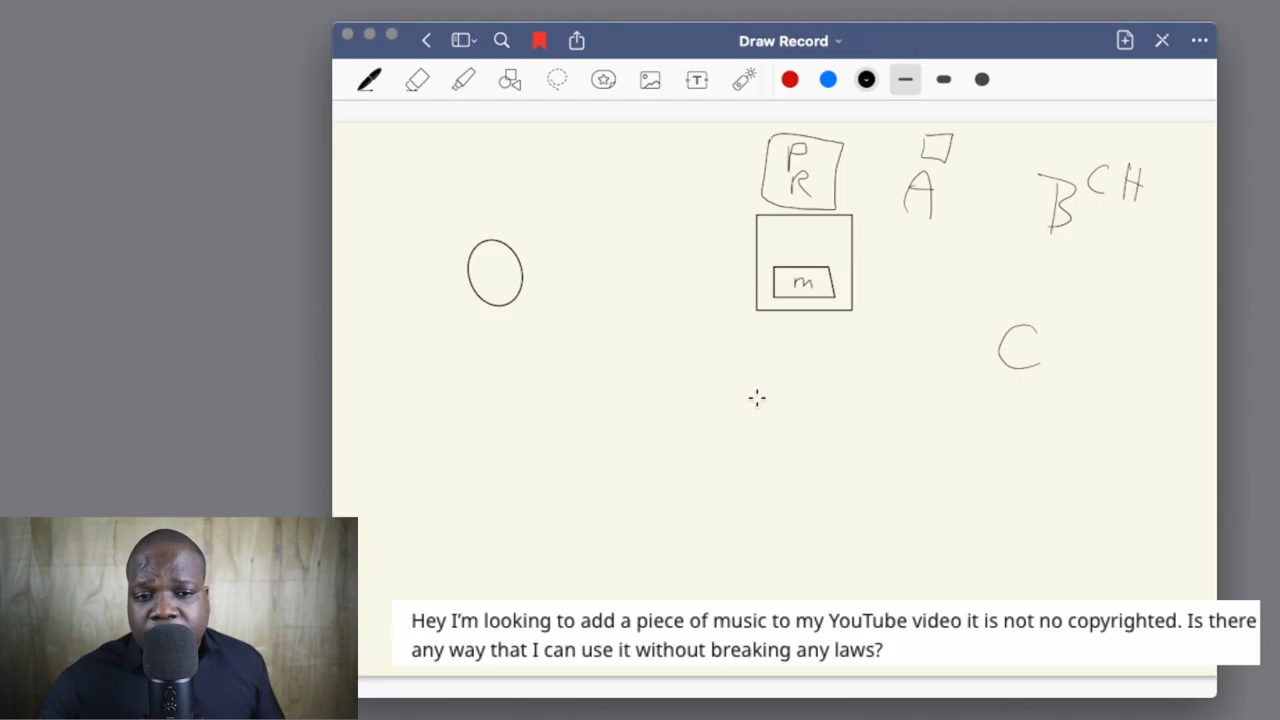 Draw Record
T
P
R
A
B CH
m
C
Hey I'm looking to add a piece of music to my YouTube video it is not no copyrighted. Is there
any way that I can use it without breaking any laws?